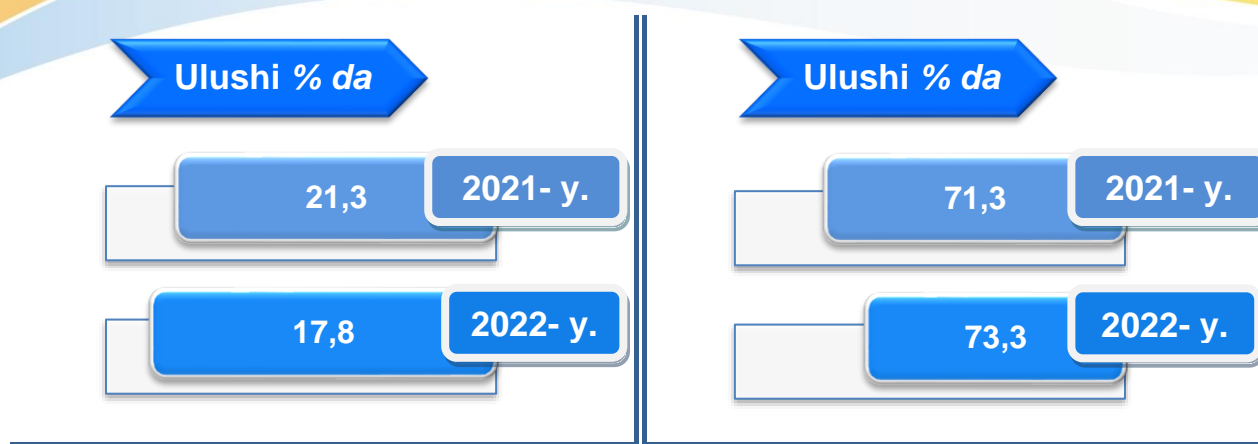 Ulushi % da
21,3
2021- y.
17,8
2022- y.
Ulushi % da
71,3
2021- y.
73,3
2022- y.